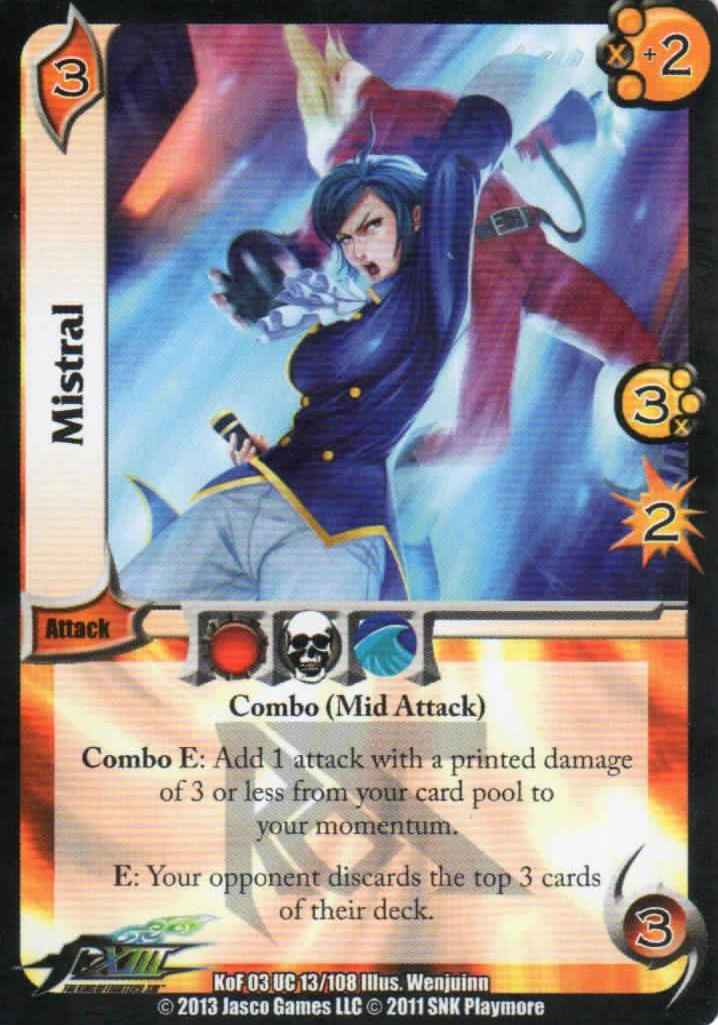 3
X +2
Mistral
3
X
2
Attack
Combo (Mid Attack)
Combo E: Add 1 attack with a printed damage
of 3 or less from your card pool to
your momentum.
E: Your opponent discards the top 3 cards
of their deck.
3
XIII
KoF 03 UC 13/108 Illus. Wenjuinn
© 2013 Jasco Games LLC © 2011 SNK Playmore